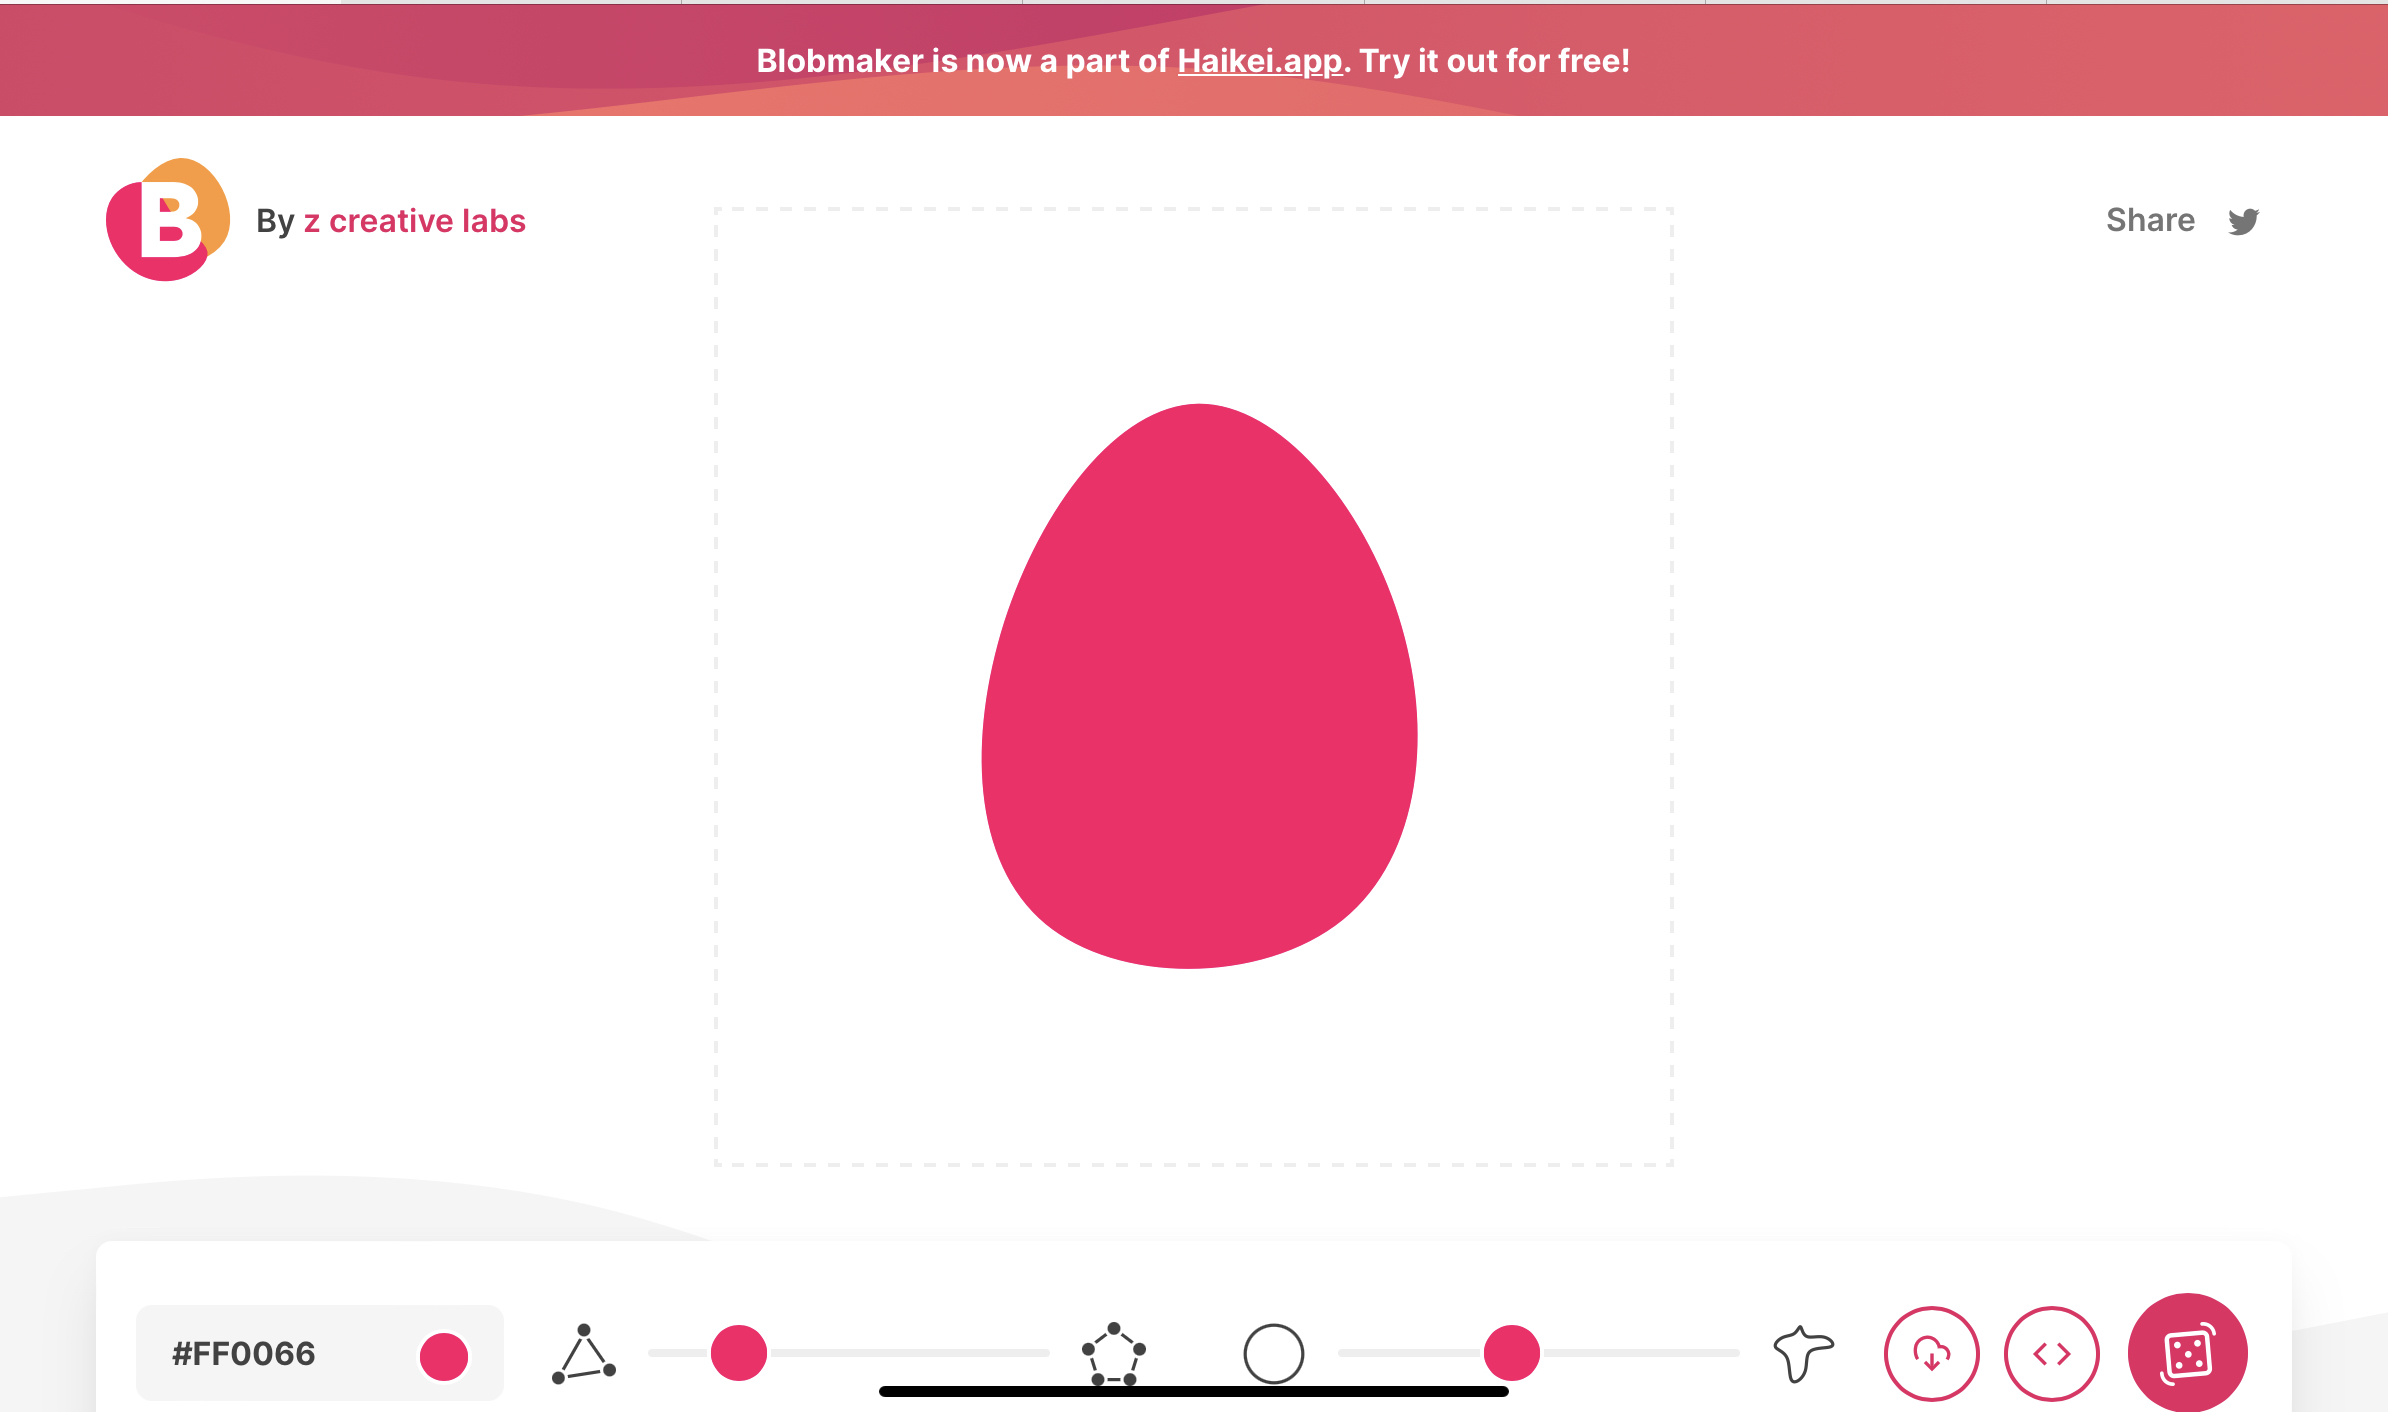 Blobmaker is now a part of Haikei.app. Try it out for free!
B
By z creative labs
Share
#FF0066